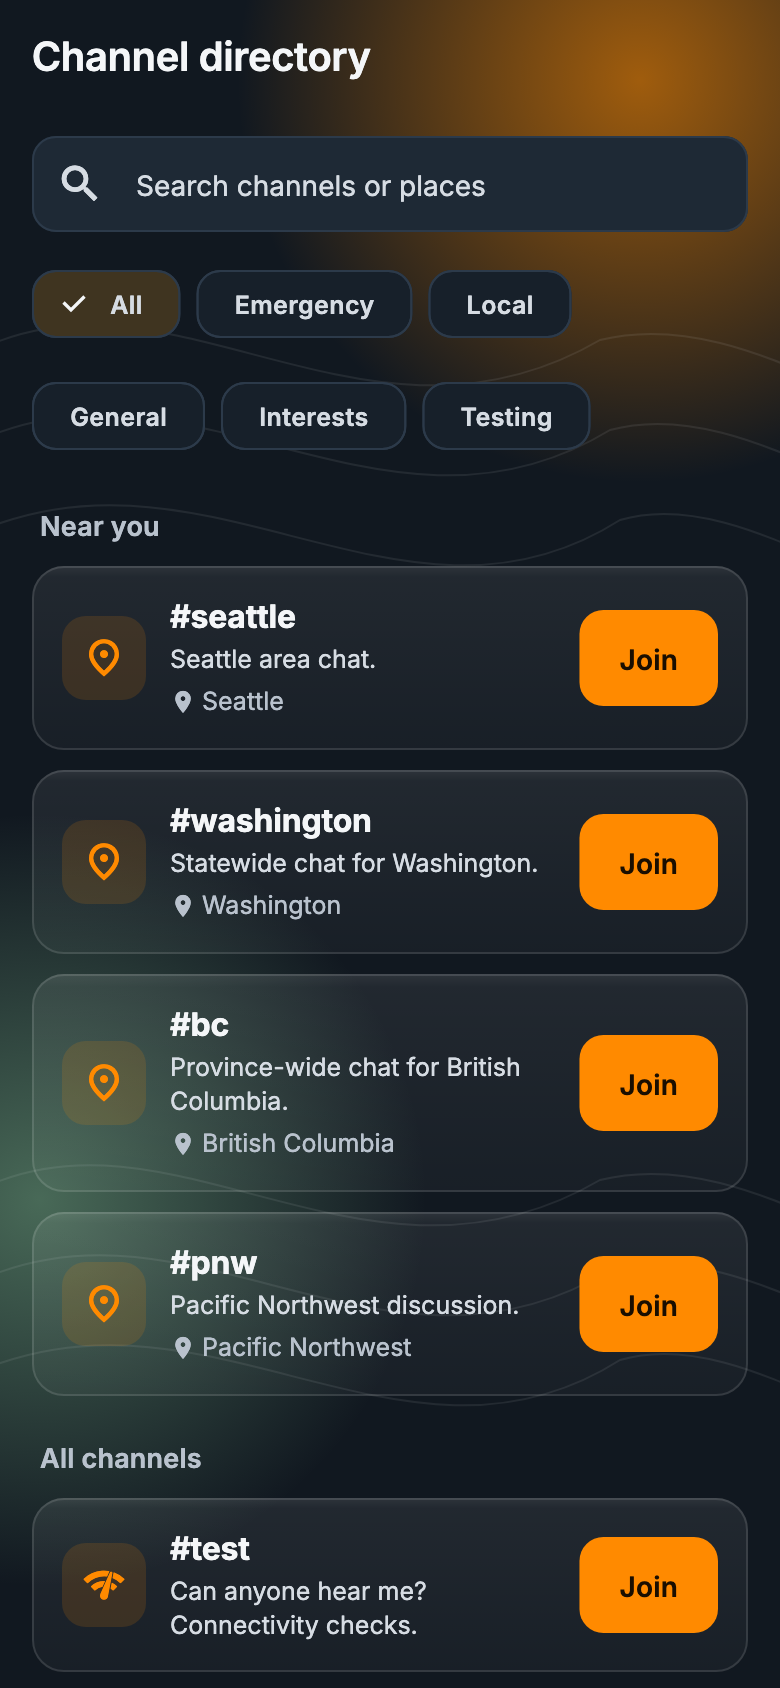 Channel directory
Search channels or places
All Emergency Local
General Interests Testing
Near you
#seattle
Seattle area chat.
Seattle
Join
#washington
Statewide chat for Washington.
Washington
Join
#bc
Province-wide chat for British
Columbia.
British Columbia
Join
#pnw
Pacific Northwest discussion.
Pacific Northwest
Join
All channels
#test
Can anyone hear me?
Connectivity checks.
Join